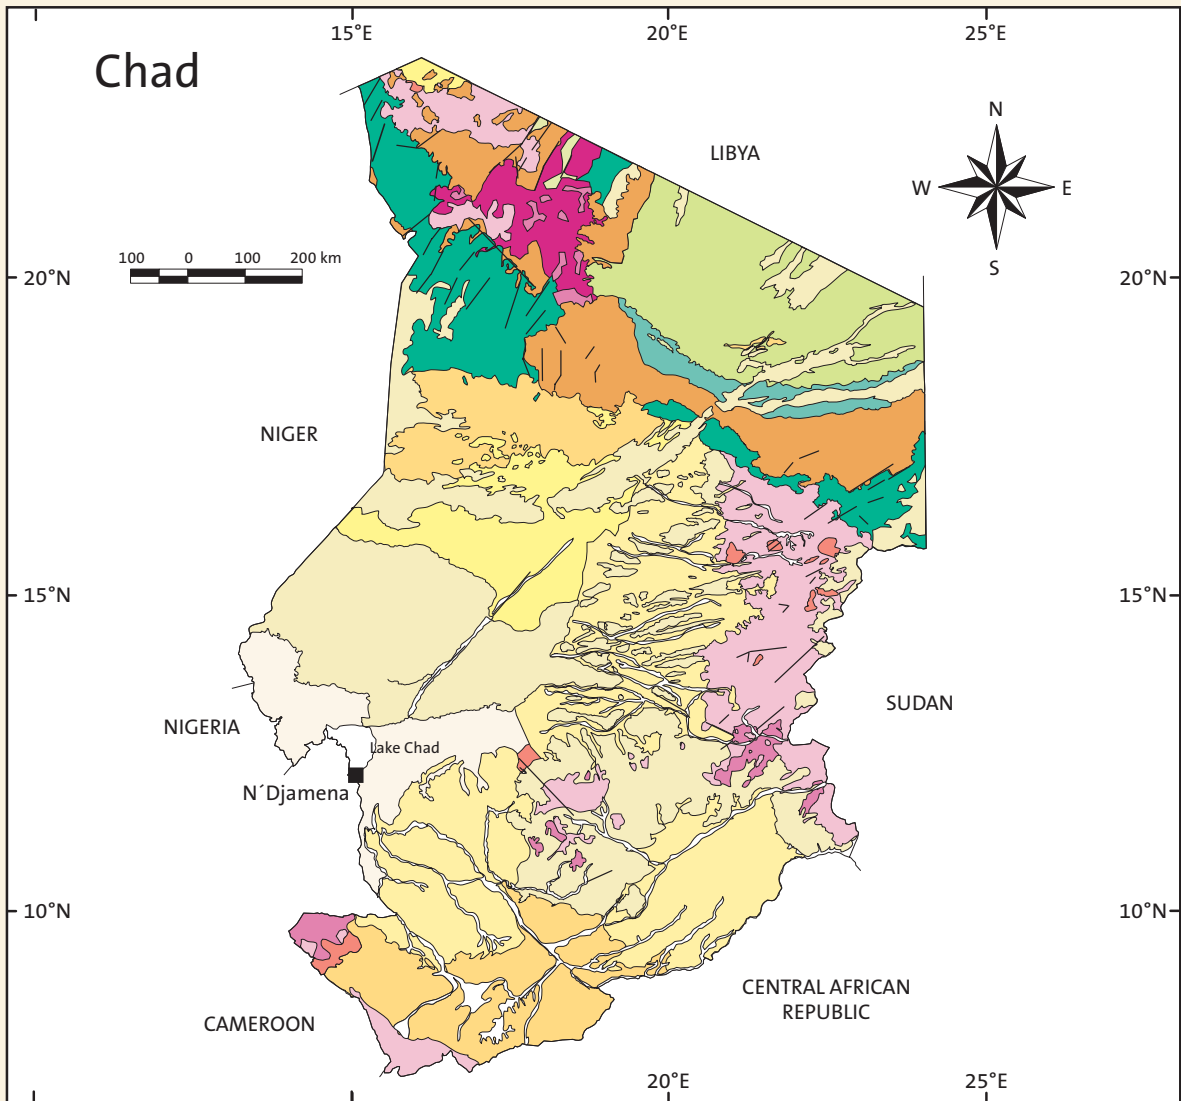 15°E
20°E
25°E
Chad
N
LIBYA
W
E
S
100 0 100 200 km
20°N
20°N
NIGER
15°N
15°N
SUDAN
NIGERIA
Lake Chad
N´Djamena
10°N
10°N
CENTRAL AFRICAN
REPUBLIC
CAMEROON
20°E
25°E